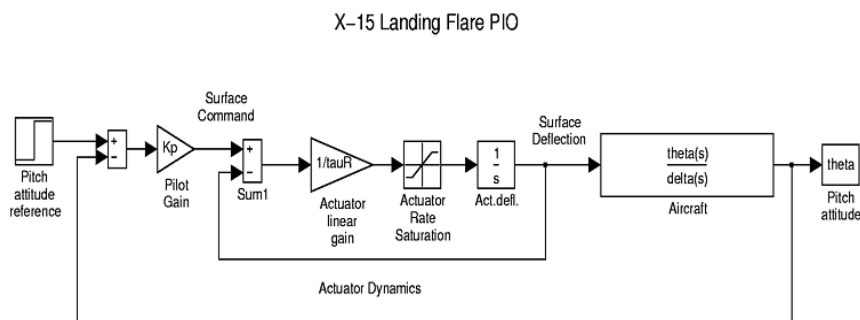 X-15 Landing Flare PIO
Surface
Command
Surface
Deflection
+
-
Kp
+
-
1/tauR
1
s
theta(s)
delta(s)
theta
Pitch
attitude
reference
Pilot
Gain
Sum1
Actuator
linear
gain
Actuator
Rate
Saturation
Act.defl.
Aircraft
Pitch
attitude
Actuator Dynamics